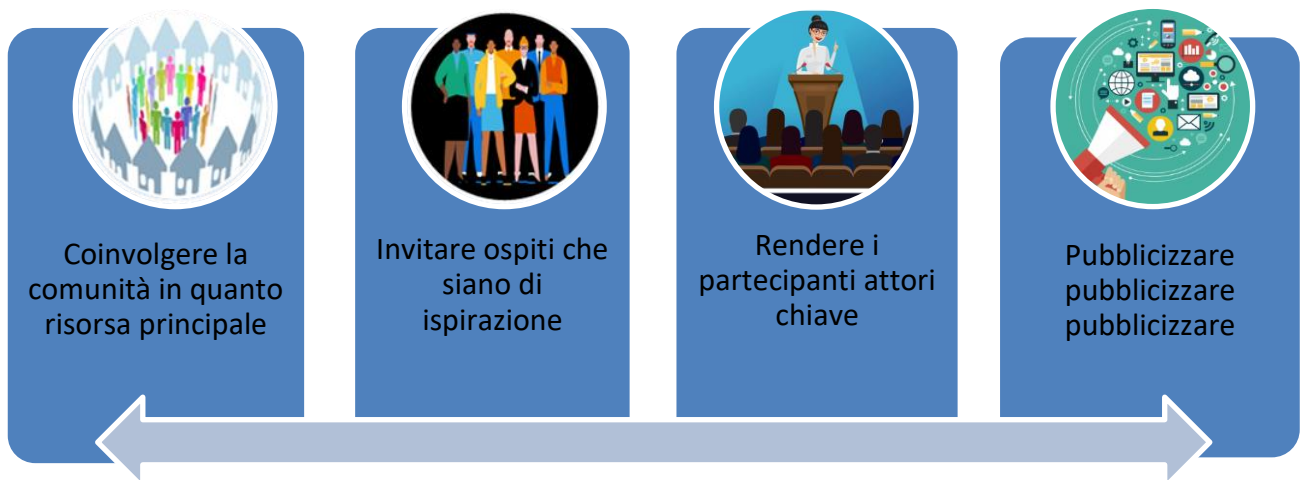 Coinvolgere la
comunità in quanto
risorsa principale
Invitare ospiti che
siano di
ispirazione
Rendere i
partecipanti attori
chiave
Pubblicizzare
pubblicizzare
pubblicizzare